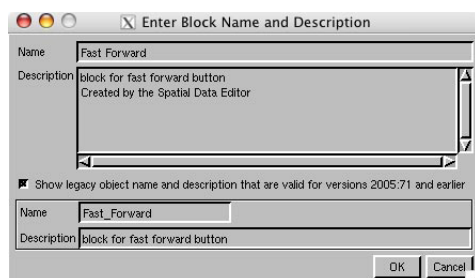 Enter Block Name and Description
Name Fast Forward
Description block for fast forward button
Created by the Spatial Data Editor
Show legacy object name and description that are valid for versions 2005:71 and earlier
Name Fast_Forward
Description block for fast forward button
OK Cancel